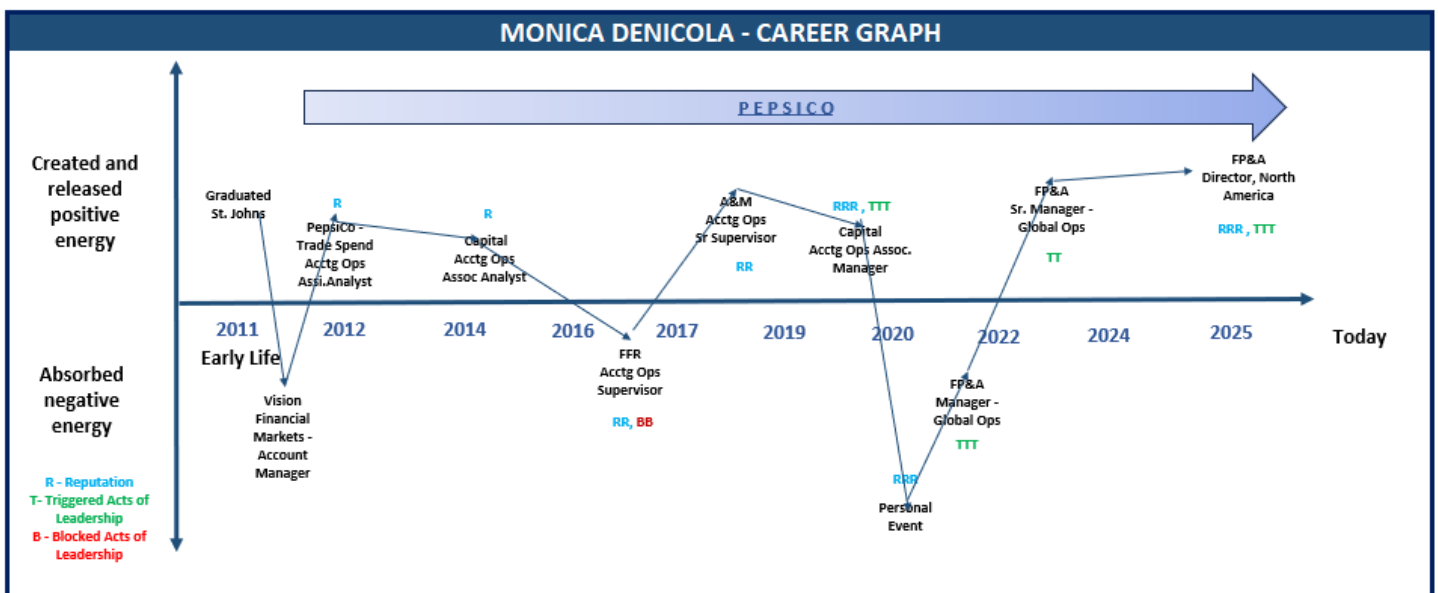 MONICA DENICOLA - CAREER GRAPH
PEPSICO
Created and
released
positive
energy
Graduated
St. Johns
R
PepsiCo -
Trade Spend
Acctg Ops
Assi.Analyst
R
Capital
Acctg Ops
Assoc Analyst
A&M
Acctg Ops
Sr Supervisor
RR
RRR , TTT
Capital
Acctg Ops Assoc.
Manager
FP&A
Sr. Manager -
Global Ops
TT
FP&A
Director, North
America
RRR , TTT
2011
2012
2014
2016
2017
2019
2020
2022
2024
2025
Today
Early Life
Absorbed
negative
energy
Vision
Financial
Markets -
Account
Manager
FFR
Acctg Ops
Supervisor
RR, BB
FP&A
Manager -
Global Ops
TTT
RRR
Personal
Event
R - Reputation
T- Triggered Acts of
Leadership
B - Blocked Acts of
Leadership